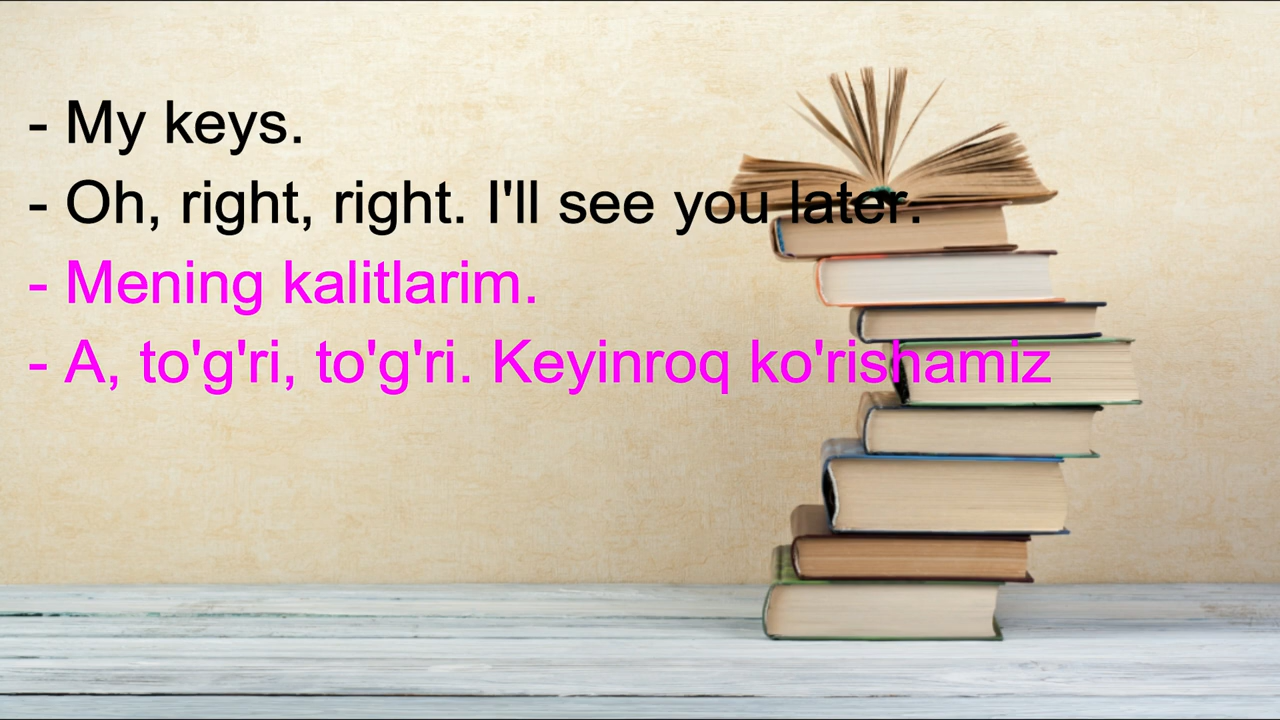 - My keys.
- Oh, right, right. I'll see you later.
- Mening kalitlarim.
- A, to'g'ri, to'g'ri. Keyinroq ko'rishamiz